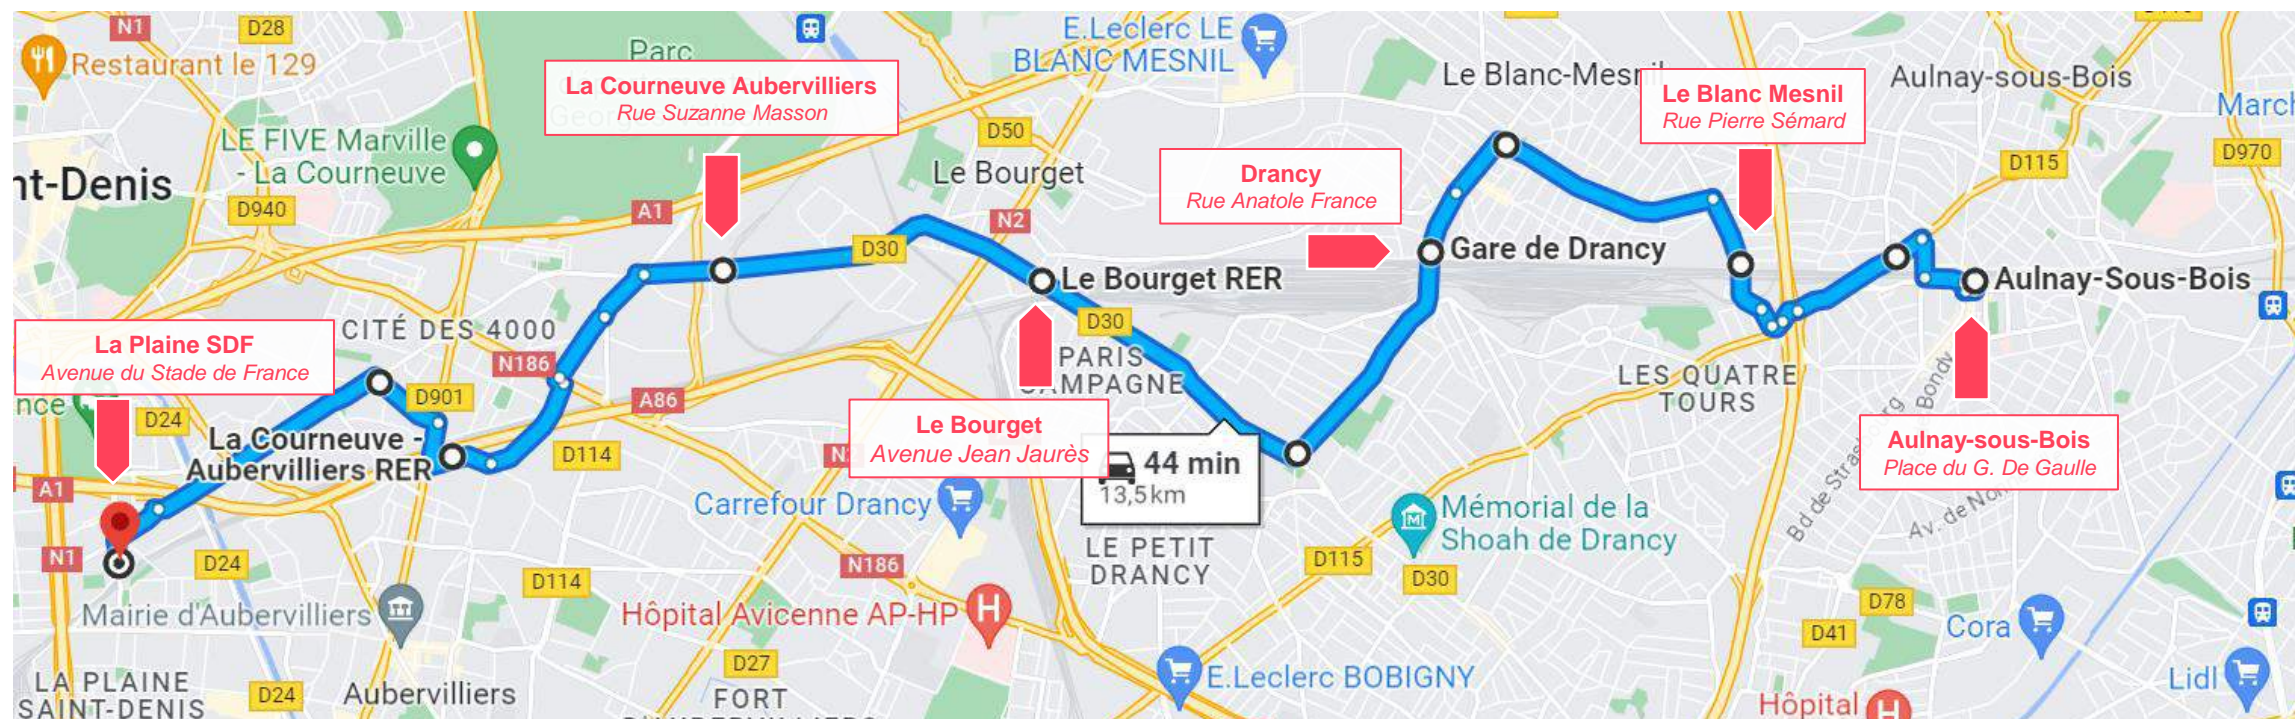 N1
D28
Restaurant le 129
Parc
E.Leclerc LE
BLANC MESNIL
Le Blanc-Mesnil
Aulnay-sous-Bois
La Courneuve Aubervilliers
Rue Suzanne Masson
Le Blanc Mesnil
Rue Pierre Sémard
LE FIVE Marville
- La Courneuve
D50
Le Bourget
Drancy
Rue Anatole France
D115
D970
nt-Denis
D940
A1
N2
D30
Gare de Drancy
Le Bourget RER
Aulnay-Sous-Bois
La Plaine SDF
Avenue du Stade de France
CITÉ DES 4000
N186
D30
PARIS
CAMPAGNE
LES QUATRE
TOURS
Bondy
nce
D24
D901
A86
La Courneuve -
Aubervilliers RER
D114
Le Bourget
Avenue Jean Jaurès
44 min
13,5 km
Aulnay-sous-Bois
Place du G. De Gaulle
A1
Carrefour Drancy
Mémorial de la
Shoah de Drancy
N1
D24
D114
N186
LE PETIT
DRANCY
D115
D30
Mairie d'Aubervilliers
Hôpital Avicenne AP-HP
H
D78
D41
Cora
LA PLAINE
SAINT-DENIS
D24
Aubervilliers
D27
FORT
E.Leclerc BOBIGNY
Hôpital
H
Lidl